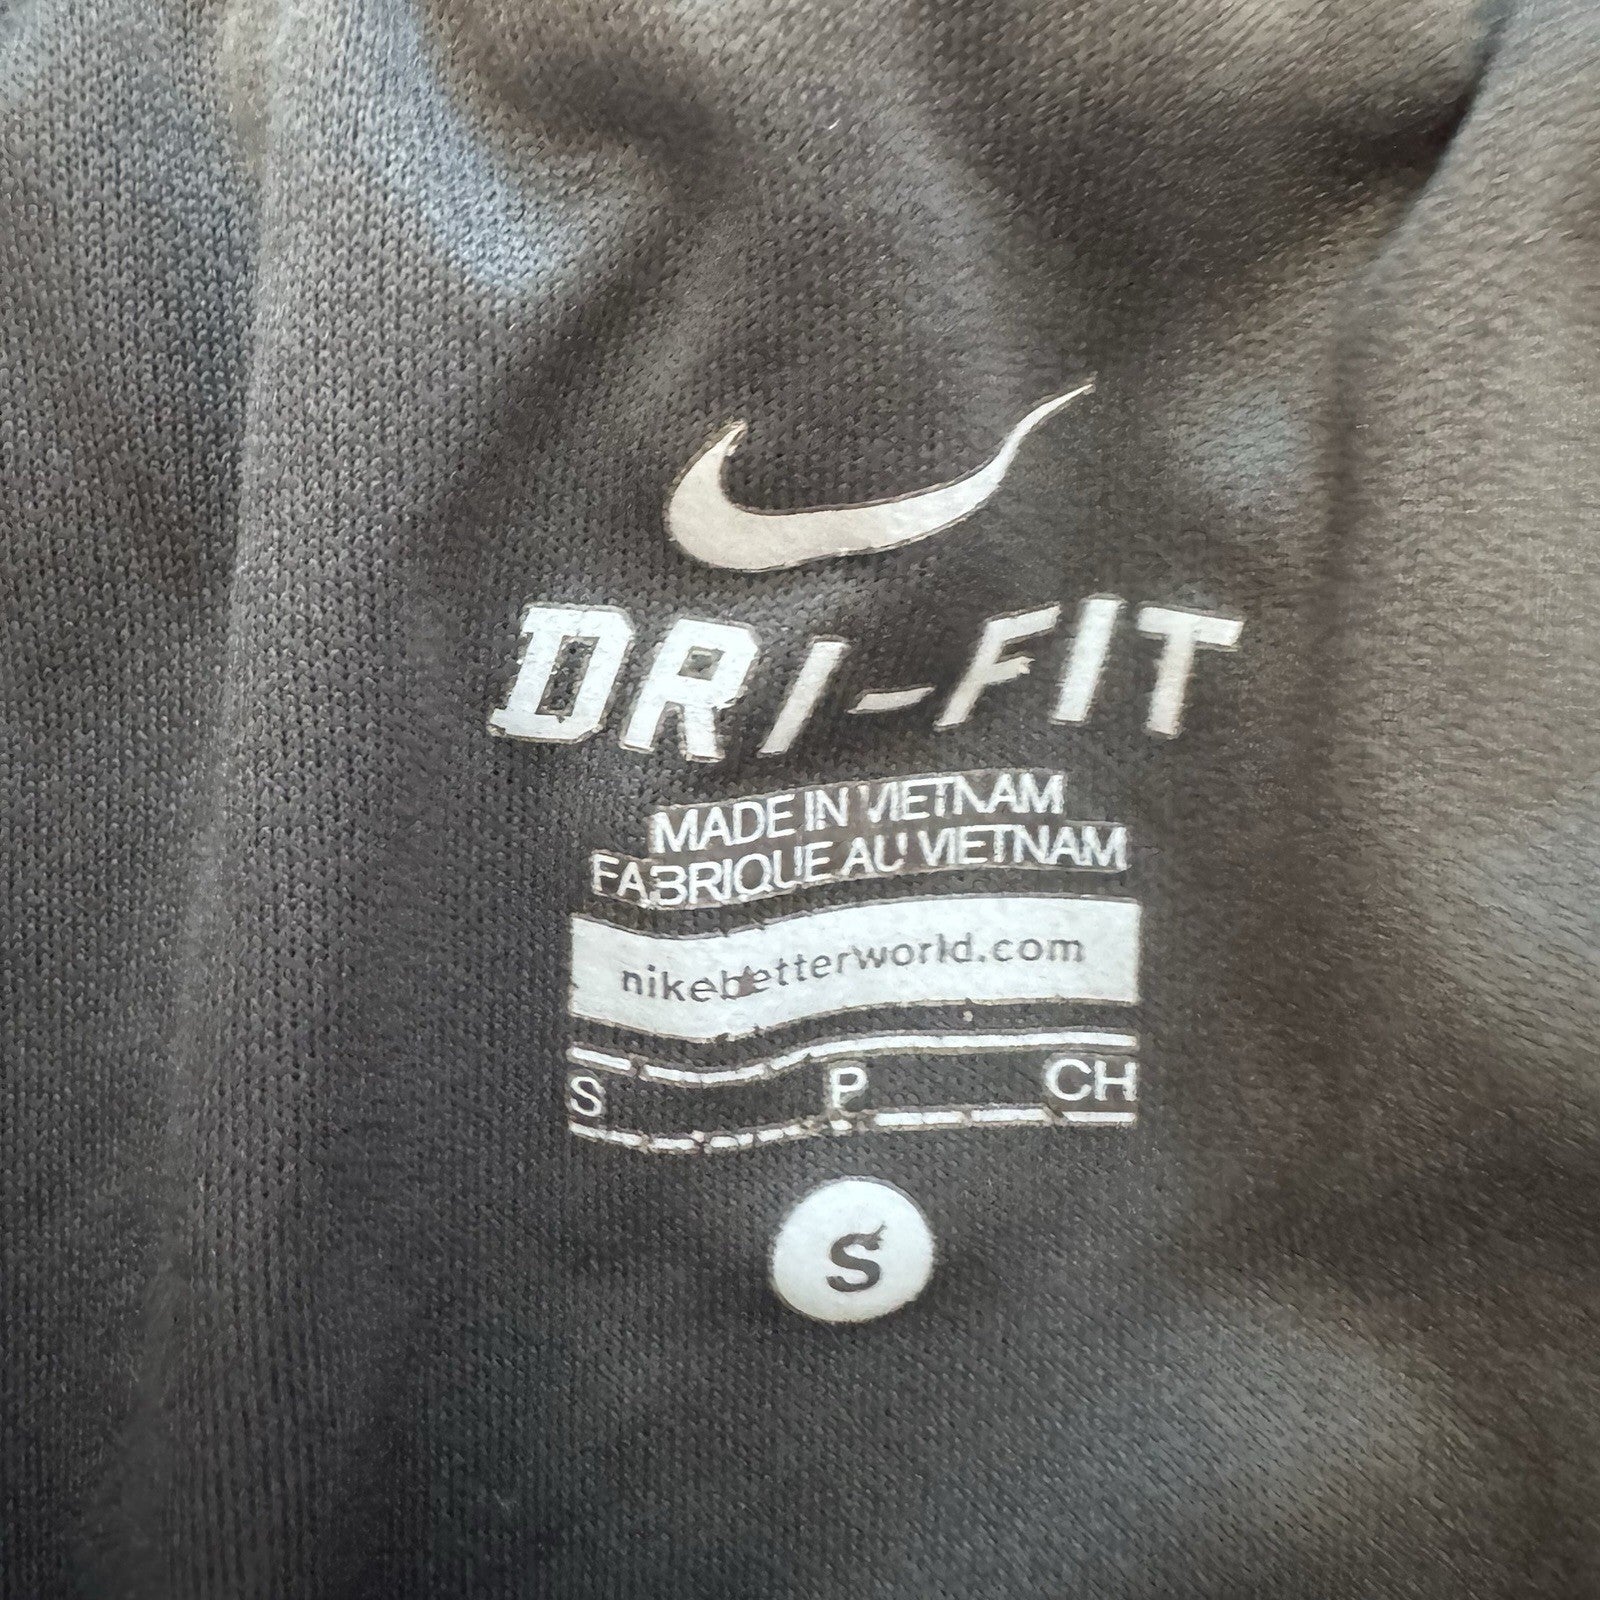 DRI-FIT
MADE IN VIETNAM
FABRIQUE AU VIETNAM
nikebetterworld.com
S P CH
S